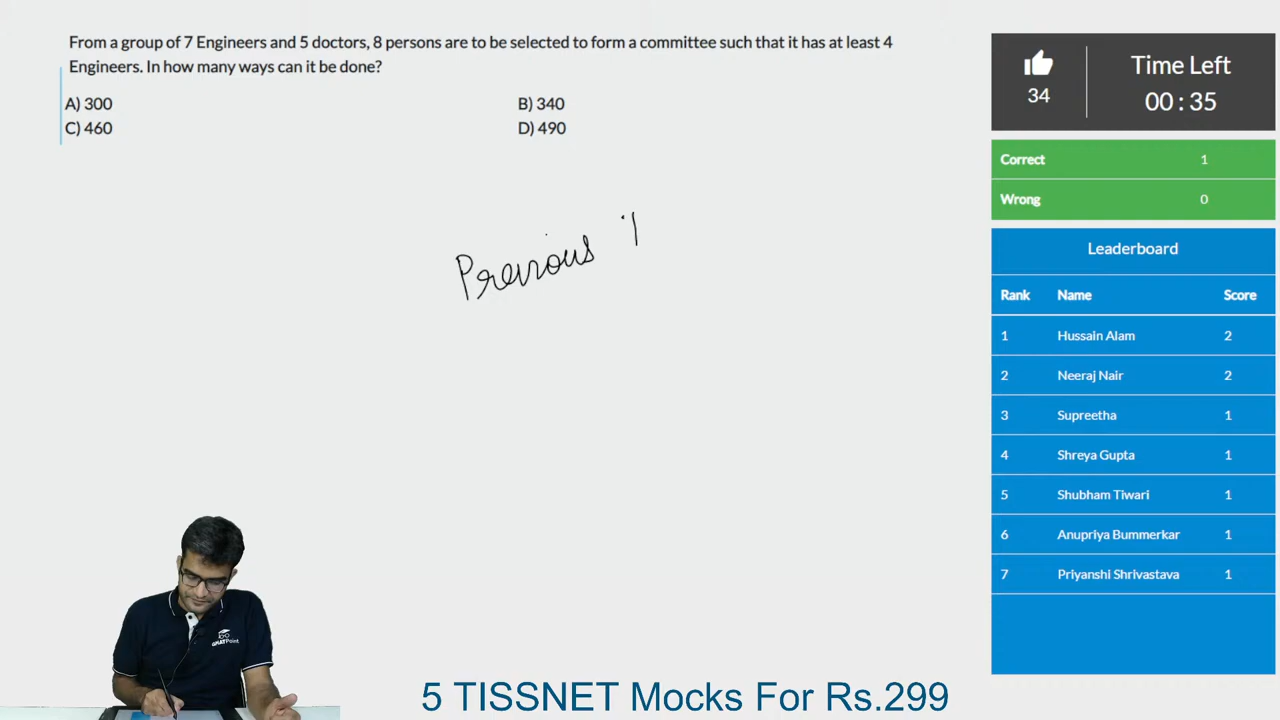 From a group of 7 Engineers and 5 doctors, 8 persons are to be selected to form a committee such that it has at least 4
Engineers. In how many ways can it be done?
A) 300
B) 340
C) 460
D) 490
Previous
34
Time Left
00 : 35
Correct 1
Wrong 0
Leaderboard
Rank Name Score
1 Hussain Alam 2
2 Neeraj Nair 2
3 Supreetha 1
4 Shreya Gupta 1
5 Shubham Tiwari 1
6 Anupriya Bummerkar 1
7 Priyanshi Shrivastava 1
5 TISSNET Mocks For Rs.299